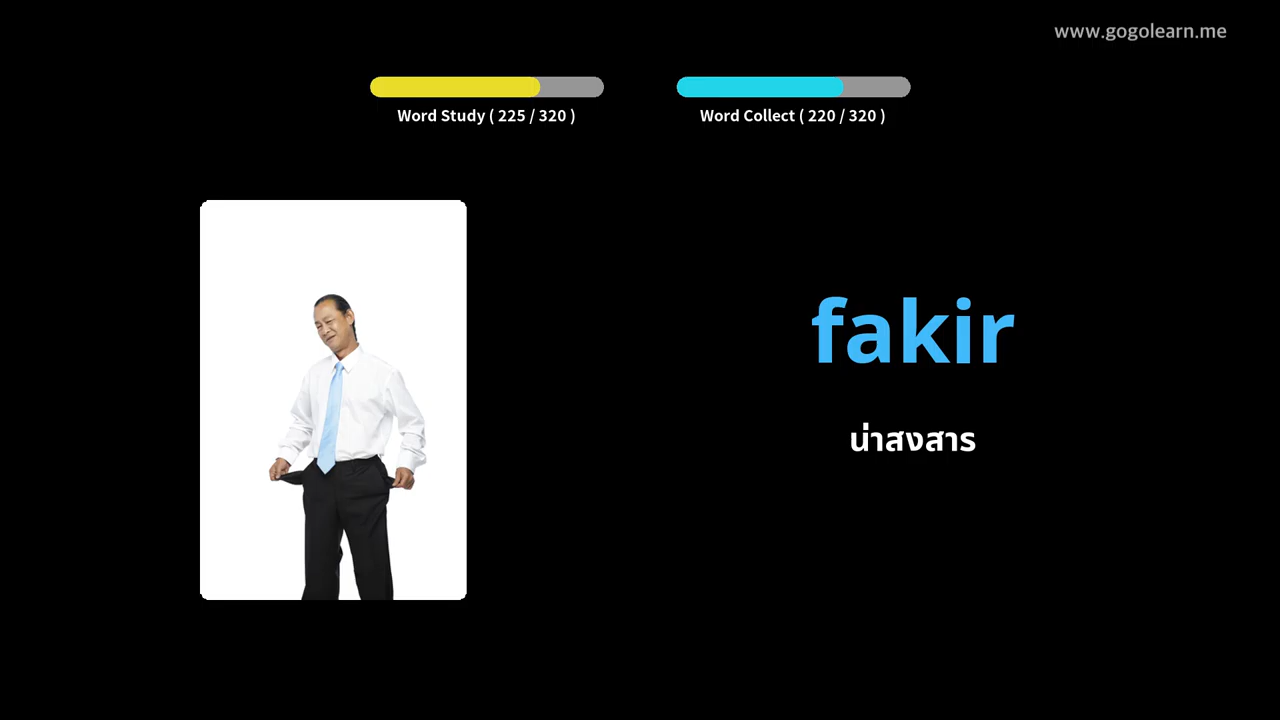 www.gogolearn.me
Word Study ( 225 / 320 )
Word Collect ( 220 / 320 )
fakir
น่าสงสาร